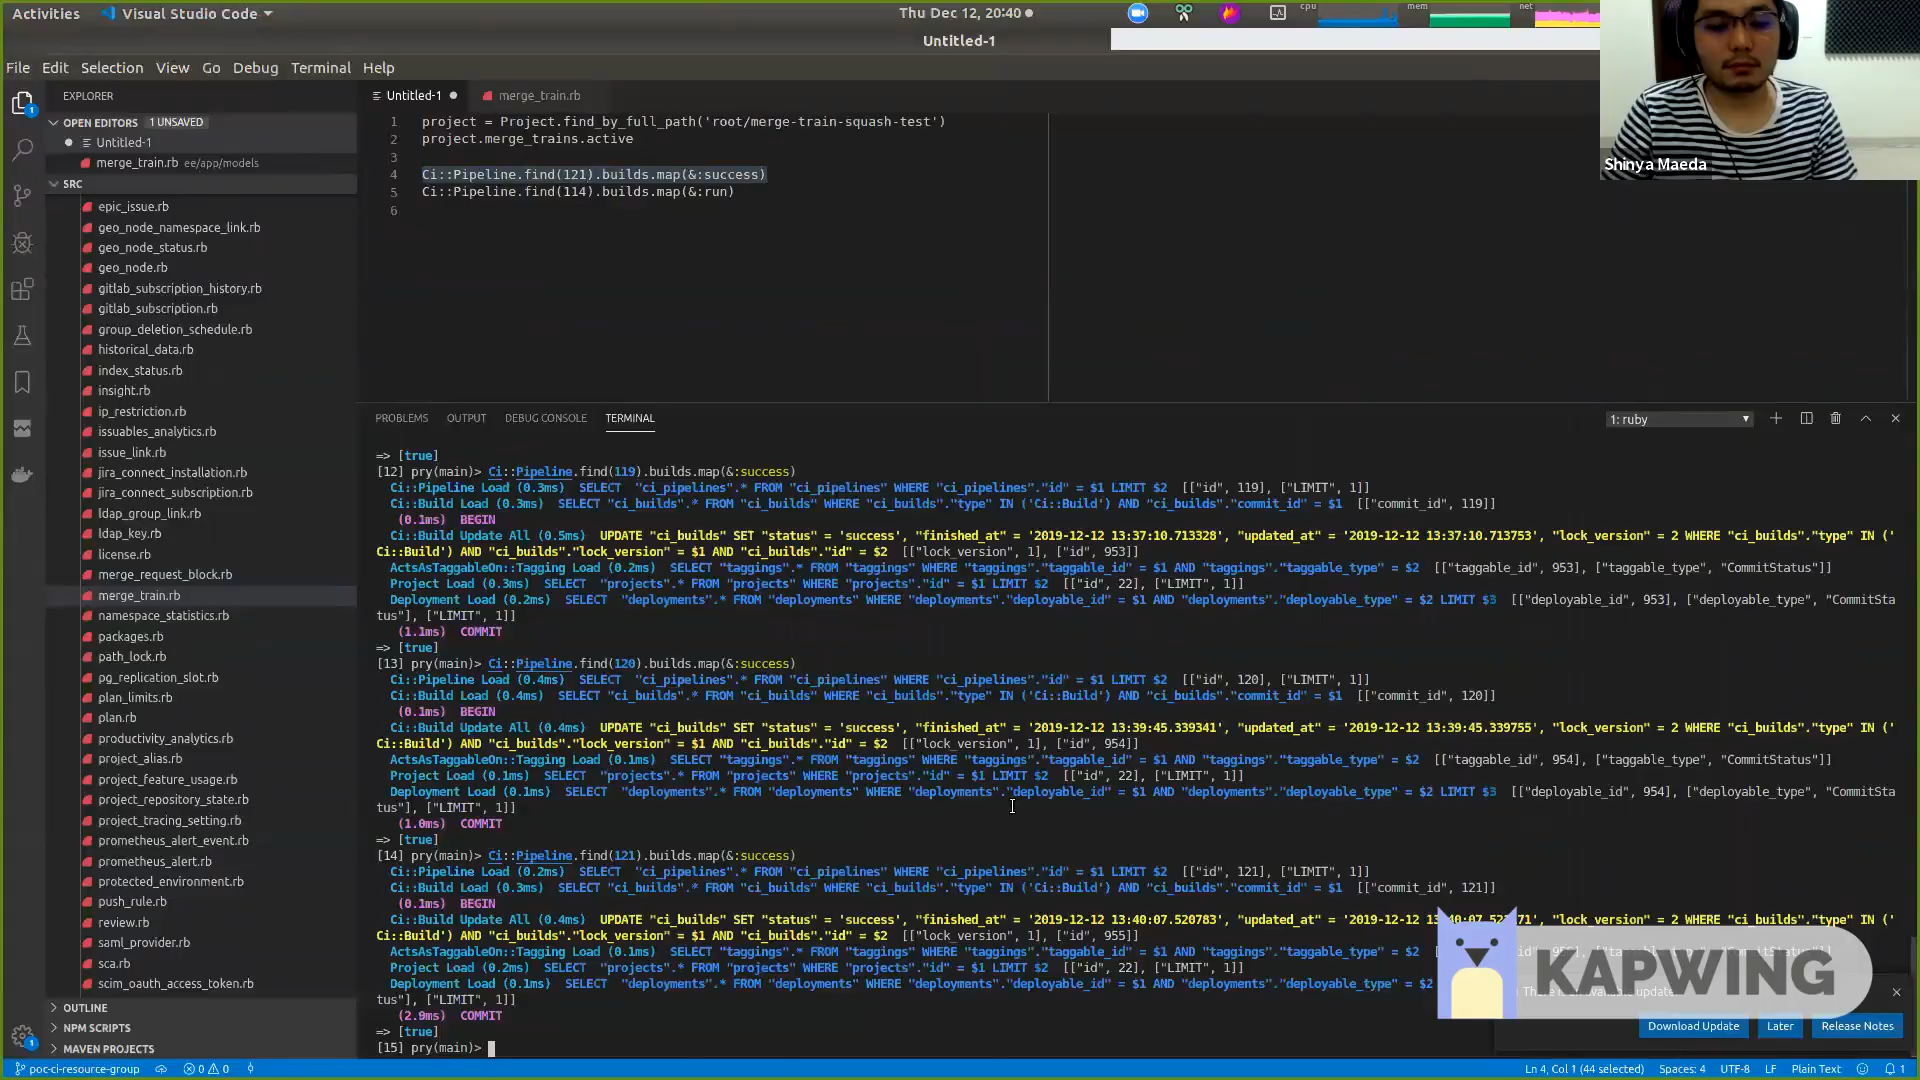 Activities
Visual Studio Code
Thu Dec 12, 20:40
cpu
mem
net
Untitled-1
File Edit Selection View Go Debug Terminal Help
Shinya Maeda
EXPLORER
OPEN EDITORS 1 UNSAVED
Untitled-1
merge_train.rb ee/app/models
SRC
epic_issue.rb
geo_node_namespace_link.rb
geo_node_status.rb
geo_node.rb
gitlab_subscription_history.rb
gitlab_subscription.rb
group_deletion_schedule.rb
historical_data.rb
index_status.rb
insight.rb
ip_restriction.rb
issuables_analytics.rb
issue_link.rb
jira_connect_installation.rb
jira_connect_subscription.rb
ldap_group_link.rb
ldap_key.rb
license.rb
merge_request_block.rb
merge_train.rb
namespace_statistics.rb
packages.rb
path_lock.rb
pg_replication_slot.rb
plan_limits.rb
plan.rb
productivity_analytics.rb
project_alias.rb
project_feature_usage.rb
project_repository_state.rb
project_tracing_setting.rb
prometheus_alert_event.rb
prometheus_alert.rb
protected_environment.rb
push_rule.rb
review.rb
saml_provider.rb
sca.rb
scim_oauth_access_token.rb
OUTLINE
NPM SCRIPTS
MAVEN PROJECTS
Untitled-1
merge_train.rb
1 project = Project.find_by_full_path('root/merge-train-squash-test')
2 project.merge_trains.active
3
4 Ci::Pipeline.find(121).builds.map(&:success)
5 Ci::Pipeline.find(114).builds.map(&:run)
6
PROBLEMS OUTPUT DEBUG CONSOLE TERMINAL
1: ruby
=> [true]
[12] pry(main)> Ci::Pipeline.find(119).builds.map(&:success)
Ci::Pipeline Load (0.3ms) SELECT "ci_pipelines".* FROM "ci_pipelines" WHERE "ci_pipelines"."id" = $1 LIMIT $2 [["id", 119], ["LIMIT", 1]]
Ci::Build Load (0.3ms) SELECT "ci_builds".* FROM "ci_builds" WHERE "ci_builds"."type" IN ('Ci::Build') AND "ci_builds"."commit_id" = $1 [["commit_id", 119]]
(0.1ms) BEGIN
Ci::Build Update All (0.5ms) UPDATE "ci_builds" SET "status" = 'success', "finished_at" = '2019-12-12 13:37:10.713328', "updated_at" = '2019-12-12 13:37:10.713753', "lock_version" = 2 WHERE "ci_builds"."type" IN ('
Ci::Build') AND "ci_builds"."lock_version" = $1 AND "ci_builds"."id" = $2 [["lock_version", 1], ["id", 953]]
ActsAsTaggableOn::Tagging Load (0.2ms) SELECT "taggings".* FROM "taggings" WHERE "taggings"."taggable_id" = $1 AND "taggings"."taggable_type" = $2 [["taggable_id", 953], ["taggable_type", "CommitStatus"]]
Project Load (0.3ms) SELECT "projects".* FROM "projects" WHERE "projects"."id" = $1 LIMIT $2 [["id", 22], ["LIMIT", 1]]
Deployment Load (0.2ms) SELECT "deployments".* FROM "deployments" WHERE "deployments"."deployable_id" = $1 AND "deployments"."deployable_type" = $2 LIMIT $3 [["deployable_id", 953], ["deployable_type", "CommitSta
tus"], ["LIMIT", 1]]
(1.1ms) COMMIT
=> [true]
[13] pry(main)> Ci::Pipeline.find(120).builds.map(&:success)
Ci::Pipeline Load (0.4ms) SELECT "ci_pipelines".* FROM "ci_pipelines" WHERE "ci_pipelines"."id" = $1 LIMIT $2 [["id", 120], ["LIMIT", 1]]
Ci::Build Load (0.4ms) SELECT "ci_builds".* FROM "ci_builds" WHERE "ci_builds"."type" IN ('Ci::Build') AND "ci_builds"."commit_id" = $1 [["commit_id", 120]]
(0.1ms) BEGIN
Ci::Build Update All (0.4ms) UPDATE "ci_builds" SET "status" = 'success', "finished_at" = '2019-12-12 13:39:45.339341', "updated_at" = '2019-12-12 13:39:45.339755', "lock_version" = 2 WHERE "ci_builds"."type" IN ('
Ci::Build') AND "ci_builds"."lock_version" = $1 AND "ci_builds"."id" = $2 [["lock_version", 1], ["id", 954]]
ActsAsTaggableOn::Tagging Load (0.1ms) SELECT "taggings".* FROM "taggings" WHERE "taggings"."taggable_id" = $1 AND "taggings"."taggable_type" = $2 [["taggable_id", 954], ["taggable_type", "CommitStatus"]]
Project Load (0.1ms) SELECT "projects".* FROM "projects" WHERE "projects"."id" = $1 LIMIT $2 [["id", 22], ["LIMIT", 1]]
Deployment Load (0.1ms) SELECT "deployments".* FROM "deployments" WHERE "deployments"."deployable_id" = $1 AND "deployments"."deployable_type" = $2 LIMIT $3 [["deployable_id", 954], ["deployable_type", "CommitSta
tus"], ["LIMIT", 1]]
(1.0ms) COMMIT
=> [true]
[14] pry(main)> Ci::Pipeline.find(121).builds.map(&:success)
Ci::Pipeline Load (0.2ms) SELECT "ci_pipelines".* FROM "ci_pipelines" WHERE "ci_pipelines"."id" = $1 LIMIT $2 [["id", 121], ["LIMIT", 1]]
Ci::Build Load (0.3ms) SELECT "ci_builds".* FROM "ci_builds" WHERE "ci_builds"."type" IN ('Ci::Build') AND "ci_builds"."commit_id" = $1 [["commit_id", 121]]
(0.1ms) BEGIN
Ci::Build Update All (0.4ms) UPDATE "ci_builds" SET "status" = 'success', "finished_at" = '2019-12-12 13:40:07.520783', "updated_at" = '2019-12-12 "lock_version" = 2 WHERE "ci_builds"."type" IN ('
Ci::Build') AND "ci_builds"."lock_version" = $1 AND "ci_builds"."id" = $2 [["lock_version", 1], ["id", 955]]
ActsAsTaggableOn::Tagging Load (0.1ms) SELECT "taggings".* FROM "taggings" WHERE "taggings"."taggable_id" = $1 AND "taggings"."taggable_type" = $2
Project Load (0.2ms) SELECT "projects".* FROM "projects" WHERE "projects"."id" = $1 LIMIT $2 [["id", 22], ["LIMIT", 1]]
Deployment Load (0.1ms) SELECT "deployments".* FROM "deployments" WHERE "deployments"."deployable_id" = $1 AND "deployments"."deployable_type" = $2
tus"], ["LIMIT", 1]]
(2.9ms) COMMIT
=> [true]
[15] pry(main)>
KAPWING
Download Update Later Release Notes
poc-ci-resource-group 0 0
Ln 4, Col 1 (44 selected) Spaces: 4 UTF-8 LF Plain Text 1